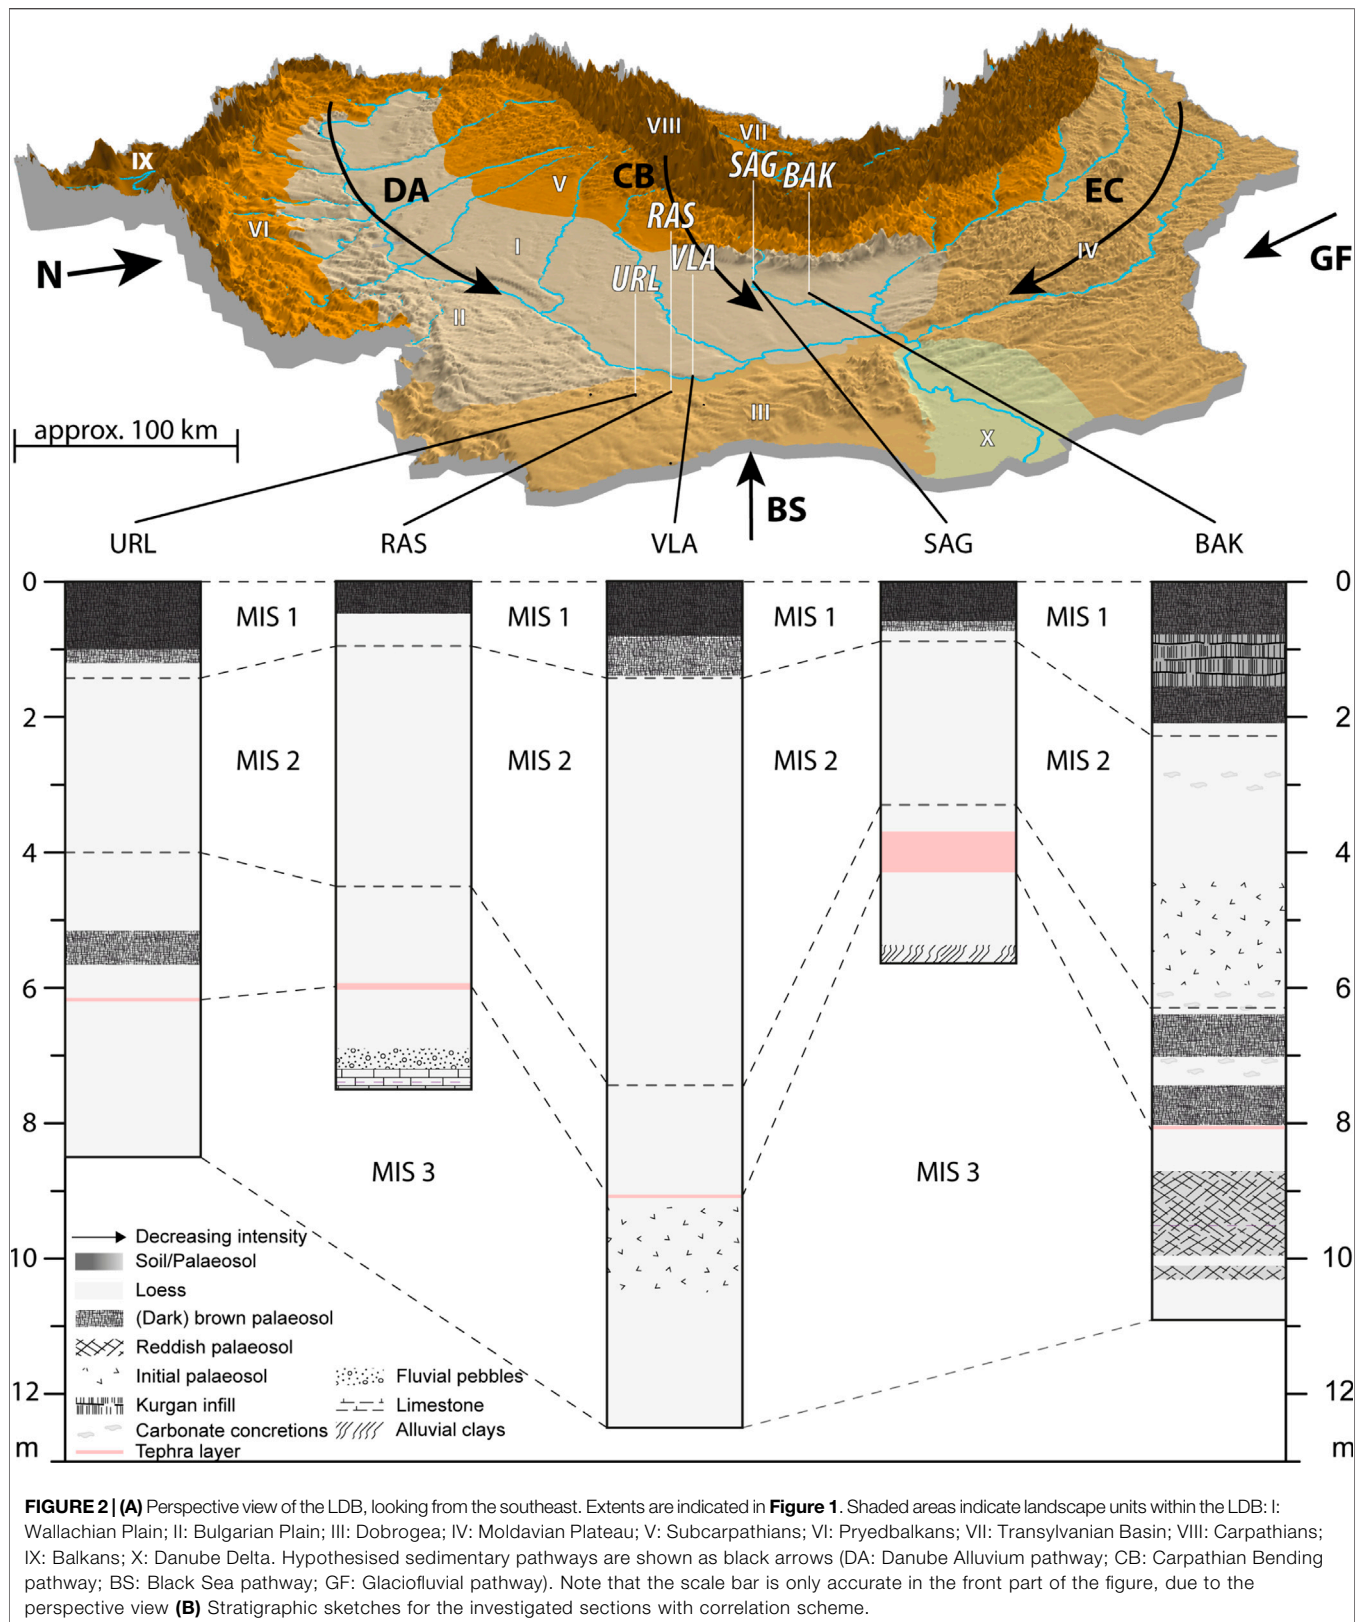 IX
VIII
VII
SAG
BAK
DA
V
CB
EC
VI
RAS
I
IV
VLA
GF
N
URL
II
approx. 100 km
III
X
BS
URL
RAS
VLA
SAG
BAK
0
MIS 1
MIS 1
MIS 1
MIS 1
0
2
MIS 2
MIS 2
MIS 2
MIS 2
2
4
4
6
6
8
8
MIS 3
MIS 3
Decreasing intensity
10
Soil/Palaeosol
10
Loess
(Dark) brown palaeosol
Reddish palaeosol
Initial palaeosol
Fluvial pebbles
12
Kurgan infill
Limestone
12
Carbonate concretions
Alluvial clays
m
Tephra layer
m
FIGURE 2 | (A) Perspective view of the LDB, looking from the southeast. Extents are indicated in Figure 1. Shaded areas indicate landscape units within the LDB: I:
Wallachian Plain; II: Bulgarian Plain; III: Dobrogea; IV: Moldavian Plateau; V: Subcarpathians; VI: Pryedbalkans; VII: Transylvanian Basin; VIII: Carpathians;
IX: Balkans; X: Danube Delta. Hypothesised sedimentary pathways are shown as black arrows (DA: Danube Alluvium pathway; CB: Carpathian Bending
pathway; BS: Black Sea pathway; GF: Glaciofluvial pathway). Note that the scale bar is only accurate in the front part of the figure, due to the
perspective view (B) Stratigraphic sketches for the investigated sections with correlation scheme.